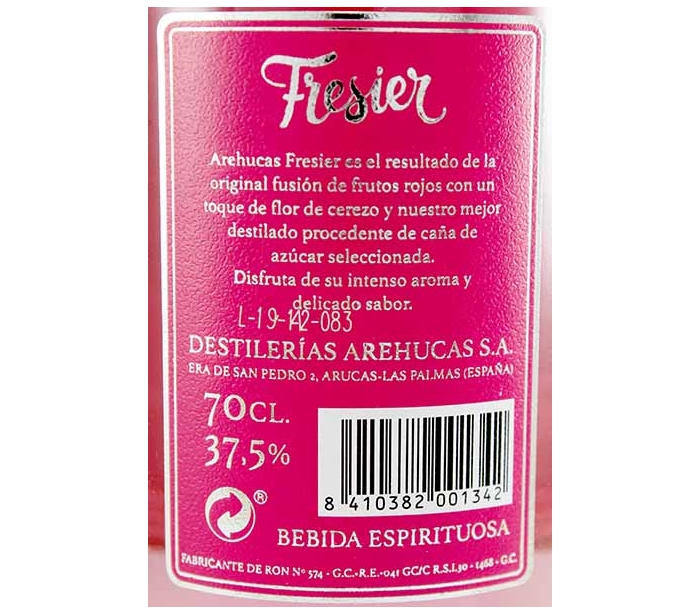 Fresier
Arehucas Fresier es el resultado de la
original fusión de frutos rojos con un
toque de flor de cerezo y nuestro mejor
destilado procedente de caña de
azúcar seleccionada.
Disfruta de su intenso aroma y
delicado sabor.
L-19-142-083
DESTILERÍAS AREHUCAS S.A.
ERA DE SAN PEDRO 2, ARUCAS-LAS PALMAS (ESPAÑA)
70CL.
37,5%
8 410382 001342
®
BEBIDA ESPIRITUOSA
FABRICANTE DE RON Nº 574 - G.C.-R.E.-041 GC/C R.S.I.30 - 1468 - G.C.